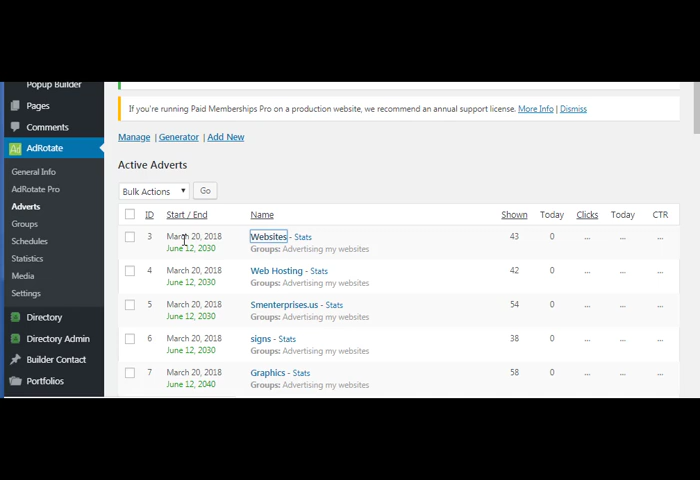 Popup Builder
Pages
Comments
AdRotate
General Info
AdRotate Pro
Adverts
Groups
Schedules
Statistics
Media
Settings
Directory
Directory Admin
Builder Contact
Portfolios
If you're running Paid Memberships Pro on a production website, we recommend an annual support license. More Info | Dismiss
Manage | Generator | Add New
Active Adverts
Bulk Actions Go
ID Start / End Name Shown Today Clicks Today CTR
3 March 20, 2018 Websites - Stats 43 0 ... ... ...
June 12, 2030 Groups: Advertising my websites
4 March 20, 2018 Web Hosting - Stats 42 0 ... ... ...
June 12, 2030 Groups: Advertising my websites
5 March 20, 2018 Smenterprises.us - Stats 54 0 ... ... ...
June 12, 2030 Groups: Advertising my websites
6 March 20, 2018 signs - Stats 38 0 ... ... ...
June 12, 2030 Groups: Advertising my websites
7 March 20, 2018 Graphics - Stats 58 0 ... ... ...
June 12, 2040 Groups: Advertising my websites